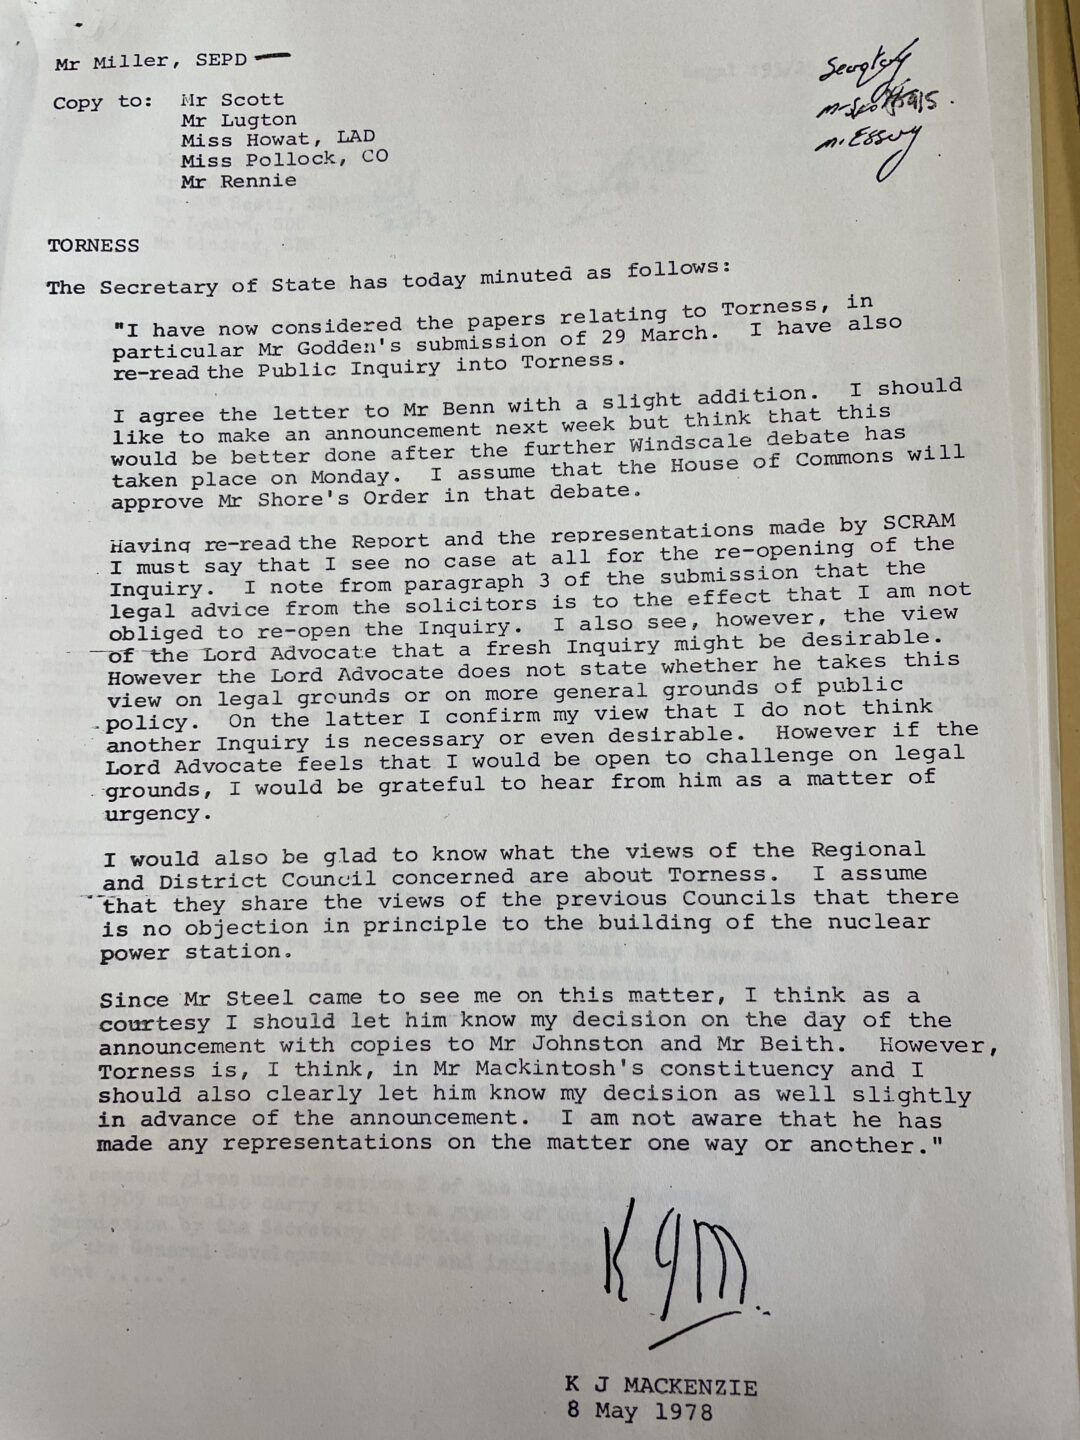 Mr Miller, SEPD
Copy to: Mr Scott
Mr Lugton
Miss Howat, LAD
Miss Pollock, CO
Mr Rennie
Mr Essery
TORNESS
The Secretary of State has today minuted as follows:
"I have now considered the papers relating to Torness, in
particular Mr Godden's submission of 29 March. I have also
re-read the Public Inquiry into Torness.
I agree the letter to Mr Benn with a slight addition. I should
like to make an announcement next week but think that this
would be better done after the further Windscale debate has
taken place on Monday. I assume that the House of Commons will
approve Mr Shore's Order in that debate.
Having re-read the Report and the representations made by SCRAM
I must say that I see no case at all for the re-opening of the
Inquiry. I note from paragraph 3 of the submission that the
legal advice from the solicitors is to the effect that I am not
obliged to re-open the Inquiry. I also see, however, the view
of the Lord Advocate that a fresh Inquiry might be desirable.
However the Lord Advocate does not state whether he takes this
view on legal grounds or on more general grounds of public
policy. On the latter I confirm my view that I do not think
another Inquiry is necessary or even desirable. However if the
Lord Advocate feels that I would be open to challenge on legal
grounds, I would be grateful to hear from him as a matter of
urgency.
I would also be glad to know what the views of the Regional
and District Council concerned are about Torness. I assume
that they share the views of the previous Councils that there
is no objection in principle to the building of the nuclear
power station.
Since Mr Steel came to see me on this matter, I think as a
courtesy I should let him know my decision on the day of the
announcement with copies to Mr Johnston and Mr Beith. However,
Torness is, I think, in Mr Mackintosh's constituency and I
should also clearly let him know my decision as well slightly
in advance of the announcement. I am not aware that he has
made any representations on the matter one way or another."
KJM
K J MACKENZIE
8 May 1978